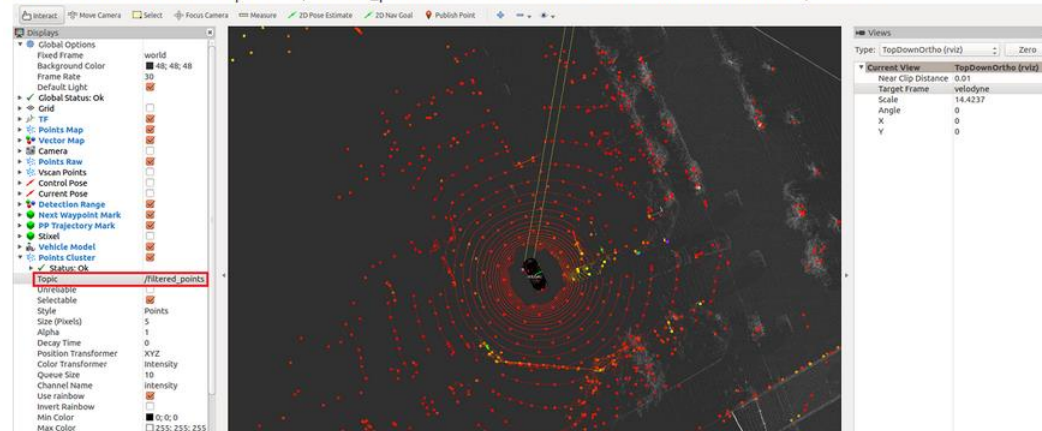 Interact Move Camera Select Focus Camera Measure 2D Pose Estimate 2D Nav Goal Publish Point
Displays
Global Options
Fixed Frame world
Background Color 48; 48; 48
Frame Rate 30
Default Light
Global Status: Ok
Grid
TF
Points Map
Vector Map
Camera
Points Raw
Vscan Points
Control Pose
Current Pose
Detection Range
Next Waypoint Mark
PP Trajectory Mark
Stixel
Vehicle Model
Points Cluster
Status: Ok
Topic /filtered_points
Unreliable
Selectable
Style Points
Size (Pixels) 5
Alpha 1
Decay Time 0
Position Transformer XYZ
Color Transformer Intensity
Queue Size 10
Channel Name intensity
Use rainbow
Invert Rainbow
Min Color 0; 0; 0
Max Color 255; 255; 255
Views
Type: TopDownOrtho (rviz) Zero
Current View TopDownOrtho (rviz)
Near Clip Distance 0.01
Target Frame velodyne
Scale 14.4237
Angle 0
X 0
Y 0